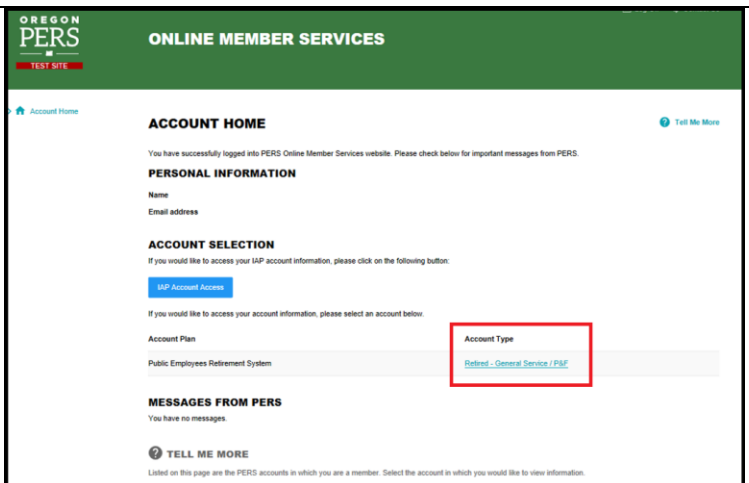 OREGON
PERS
TEST SITE
ONLINE MEMBER SERVICES
Account Home
ACCOUNT HOME
Tell Me More
You have successfully logged into PERS Online Member Services website. Please check below for important messages from PERS.
PERSONAL INFORMATION
Name
Email address
ACCOUNT SELECTION
If you would like to access your IAP account information, please click on the following button:
IAP Account Access
If you would like to access your account information, please select an account below.
Account Plan Account Type
Public Employees Retirement System Retired - General Service / P&F
MESSAGES FROM PERS
You have no messages.
TELL ME MORE
Listed on this page are the PERS accounts in which you are a member. Select the account in which you would like to view information.